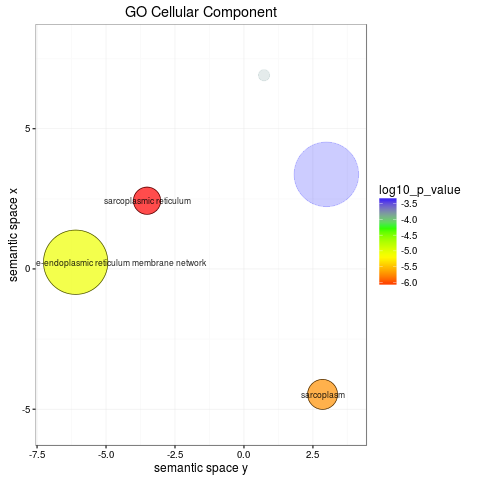 GO Cellular Component
semantic space x
5
0
-5
sarcoplasmic reticulum
e-endoplasmic reticulum membrane network
sarcoplasm
-7.5 -5.0 -2.5 0.0 2.5
semantic space y
log10_p_value
-3.5
-4.0
-4.5
-5.0
-5.5
-6.0